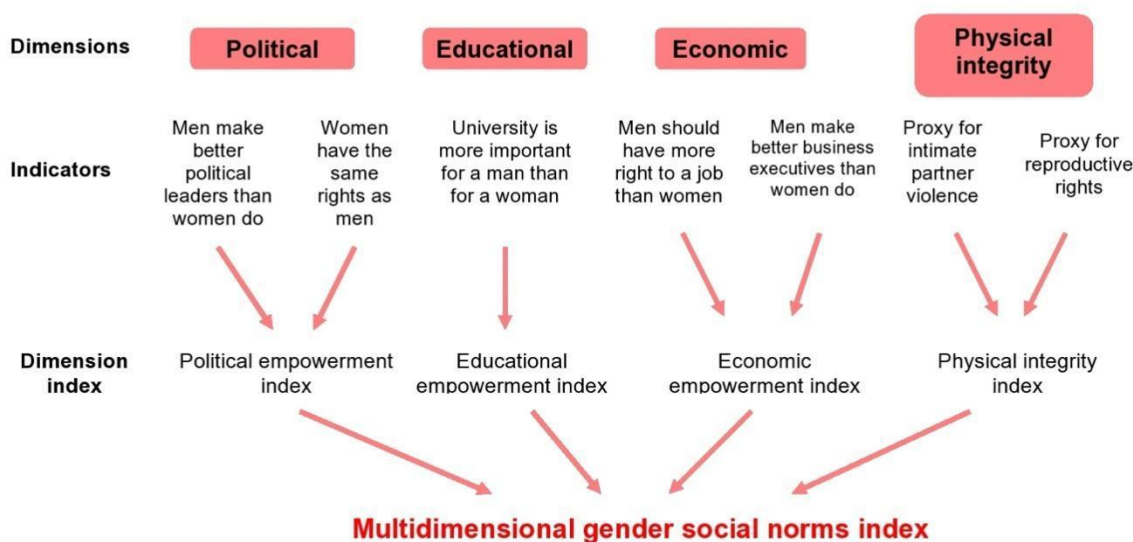 Dimensions
Political
Educational
Economic
Physical
integrity
Indicators
Men make
better
political
leaders than
women do
Women
have the
same
rights as
men
University is
more important
for a man than
for a woman
Men should
have more
right to a job
than women
Men make
better business
executives than
women do
Proxy for
intimate
partner
violence
Proxy for
reproductive
rights
Dimension
index
Political empowerment
index
Educational
empowerment index
Economic
empowerment index
Physical integrity
index
Multidimensional gender social norms index